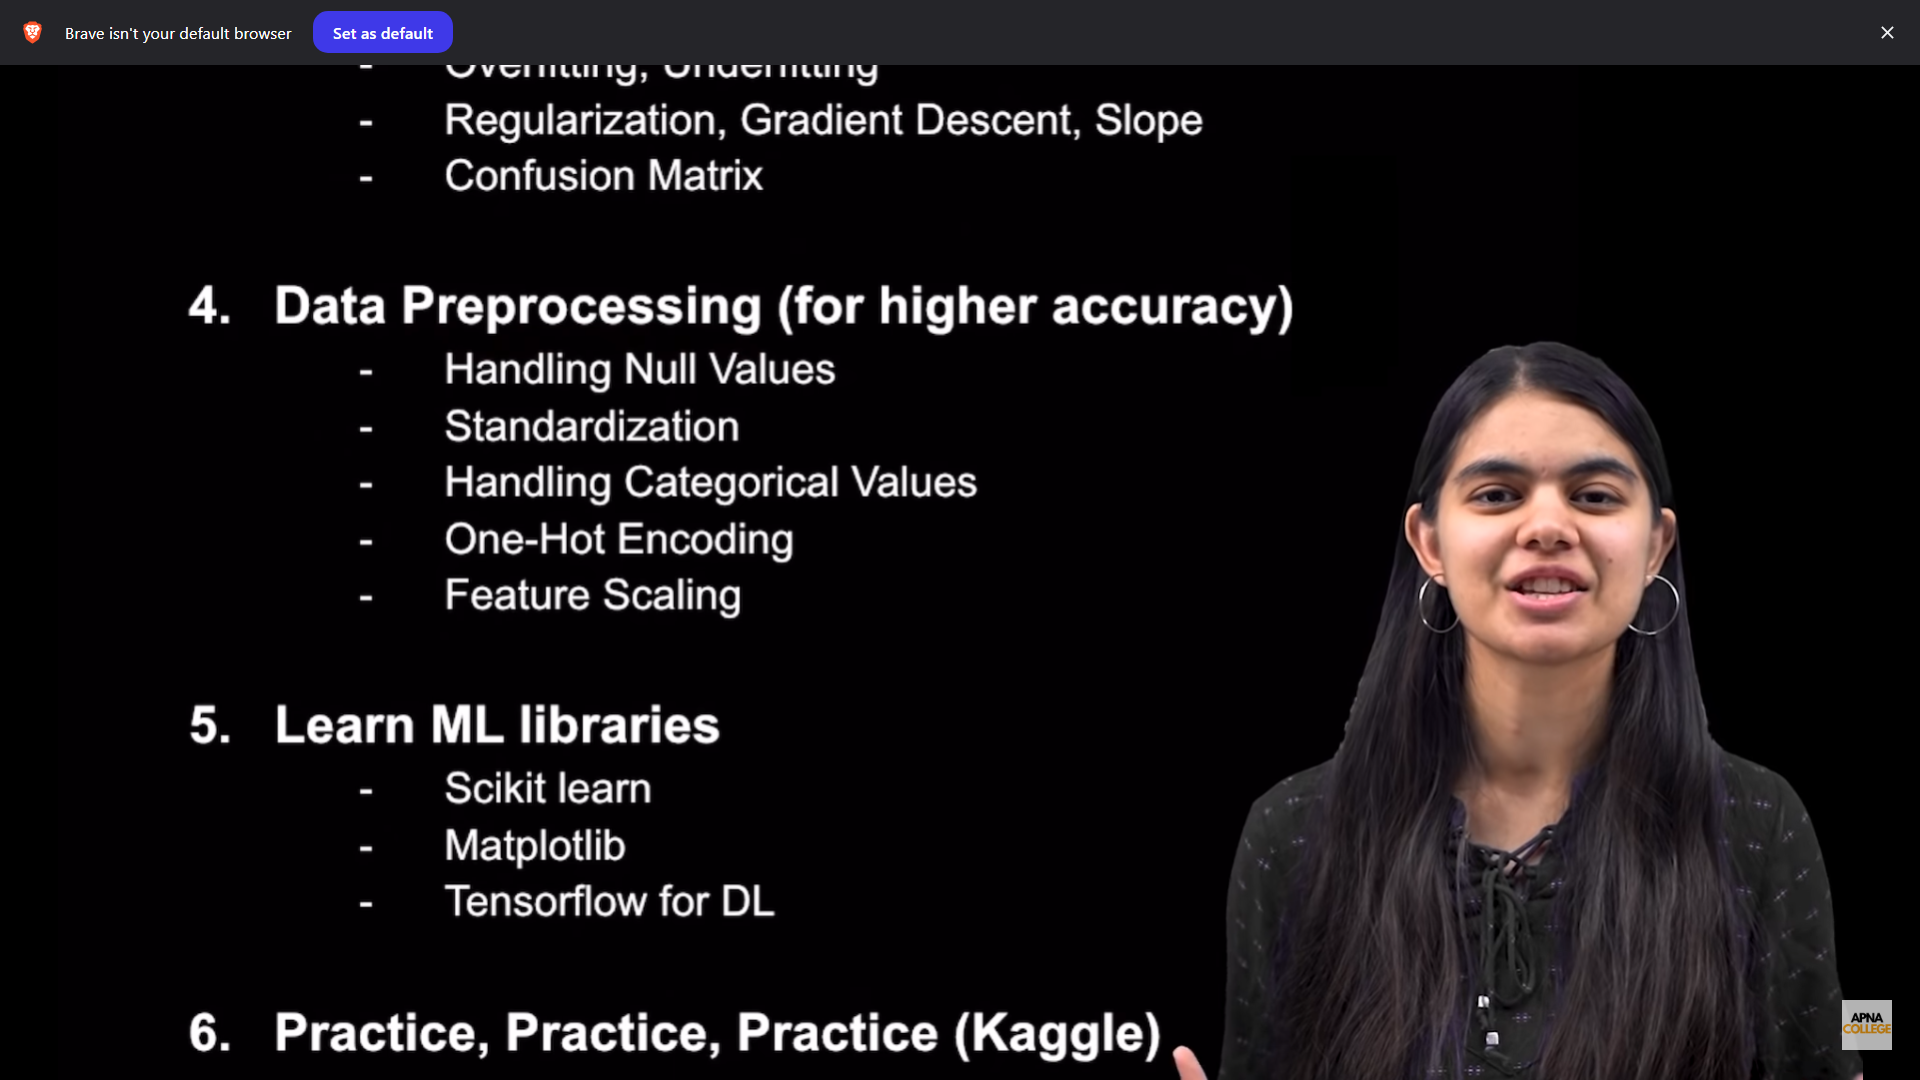 Brave isn't your default browser
Set as default
- Overfitting, Underfitting
- Regularization, Gradient Descent, Slope
- Confusion Matrix
4. Data Preprocessing (for higher accuracy)
- Handling Null Values
- Standardization
- Handling Categorical Values
- One-Hot Encoding
- Feature Scaling
5. Learn ML libraries
- Scikit learn
- Matplotlib
- Tensorflow for DL
6. Practice, Practice, Practice (Kaggle)
APNA
COLLEGE